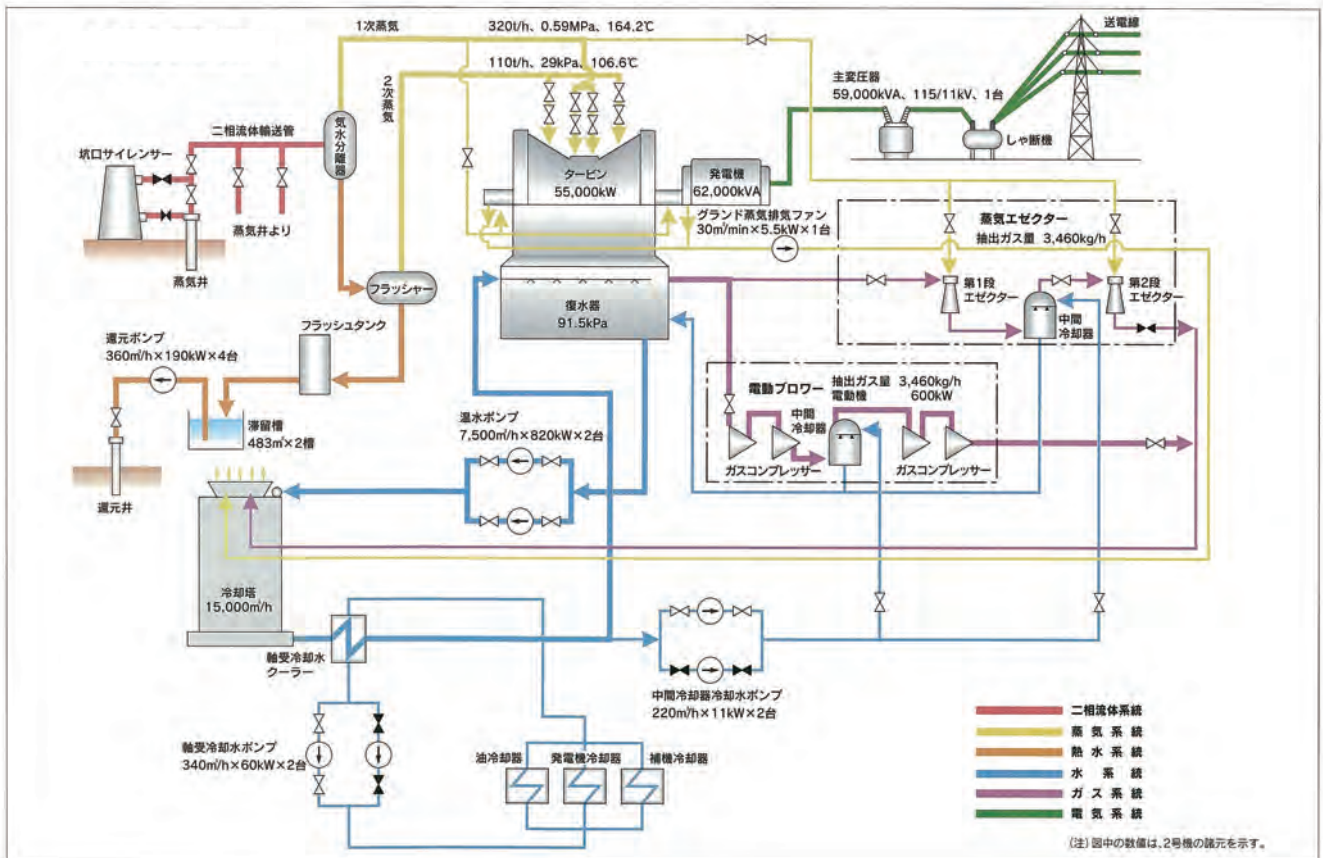 1次蒸気
320t/h、0.59MPa、164.2℃
110t/h、29kPa、106.6℃
2次蒸気
送電線
主変圧器
59,000kVA、115/11kV、1台
しゃ断機
二相流体輸送管
坑口サイレンサー
気水分離器
蒸気井より
蒸気井
タービン
55,000kW
発電機
62,000kVA
グランド蒸気排気ファン
30㎥/min×5.5kW×1台
蒸気エゼクター
抽出ガス量 3,460kg/h
第1段
エゼクター
第2段
エゼクター
中間
冷却器
フラッシャー
復水器
91.5kPa
フラッシュタンク
還元ポンプ
360㎥/h×190kW×4台
滞留槽
483㎥×2槽
還元井
電動ブロワー
抽出ガス量 3,460kg/h
電動機 600kW
中間
冷却器
ガスコンプレッサー
ガスコンプレッサー
温水ポンプ
7,500㎥/h×820kW×2台
冷却塔
15,000㎥/h
軸受冷却水
クーラー
中間冷却器冷却水ポンプ
220㎥/h×11kW×2台
軸受冷却水ポンプ
340㎥/h×60kW×2台
油冷却器
発電機冷却器
補機冷却器
二相流体系統
蒸気系統
熱水系統
水系統
ガス系統
電気系統
(注)図中の数値は、2号機の諸元を示す。